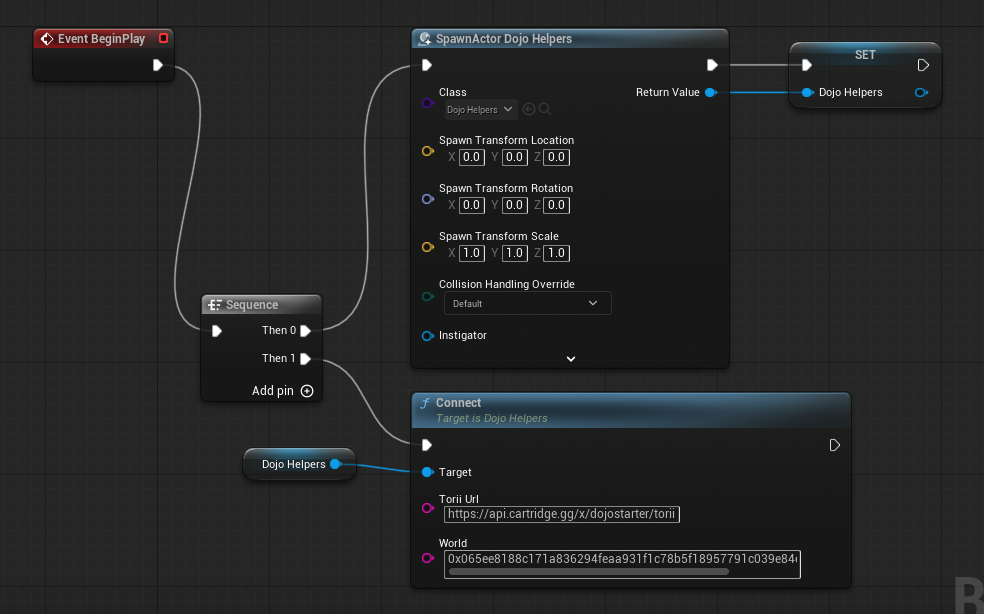 Event BeginPlay
SpawnActor Dojo Helpers
SET
Class
Return Value
Dojo Helpers
Dojo Helpers
Spawn Transform Location
X 0.0 Y 0.0 Z 0.0
Spawn Transform Rotation
X 0.0 Y 0.0 Z 0.0
Spawn Transform Scale
X 1.0 Y 1.0 Z 1.0
Collision Handling Override
Default
Instigator
Sequence
Then 0
Then 1
Add pin
Dojo Helpers
f Connect
Target is Dojo Helpers
Target
Torii Url
https://api.cartridge.gg/x/dojostarter/torii
World
0x065ee8188c171a836294feaa931f1c78b5f18957791c039e84
B